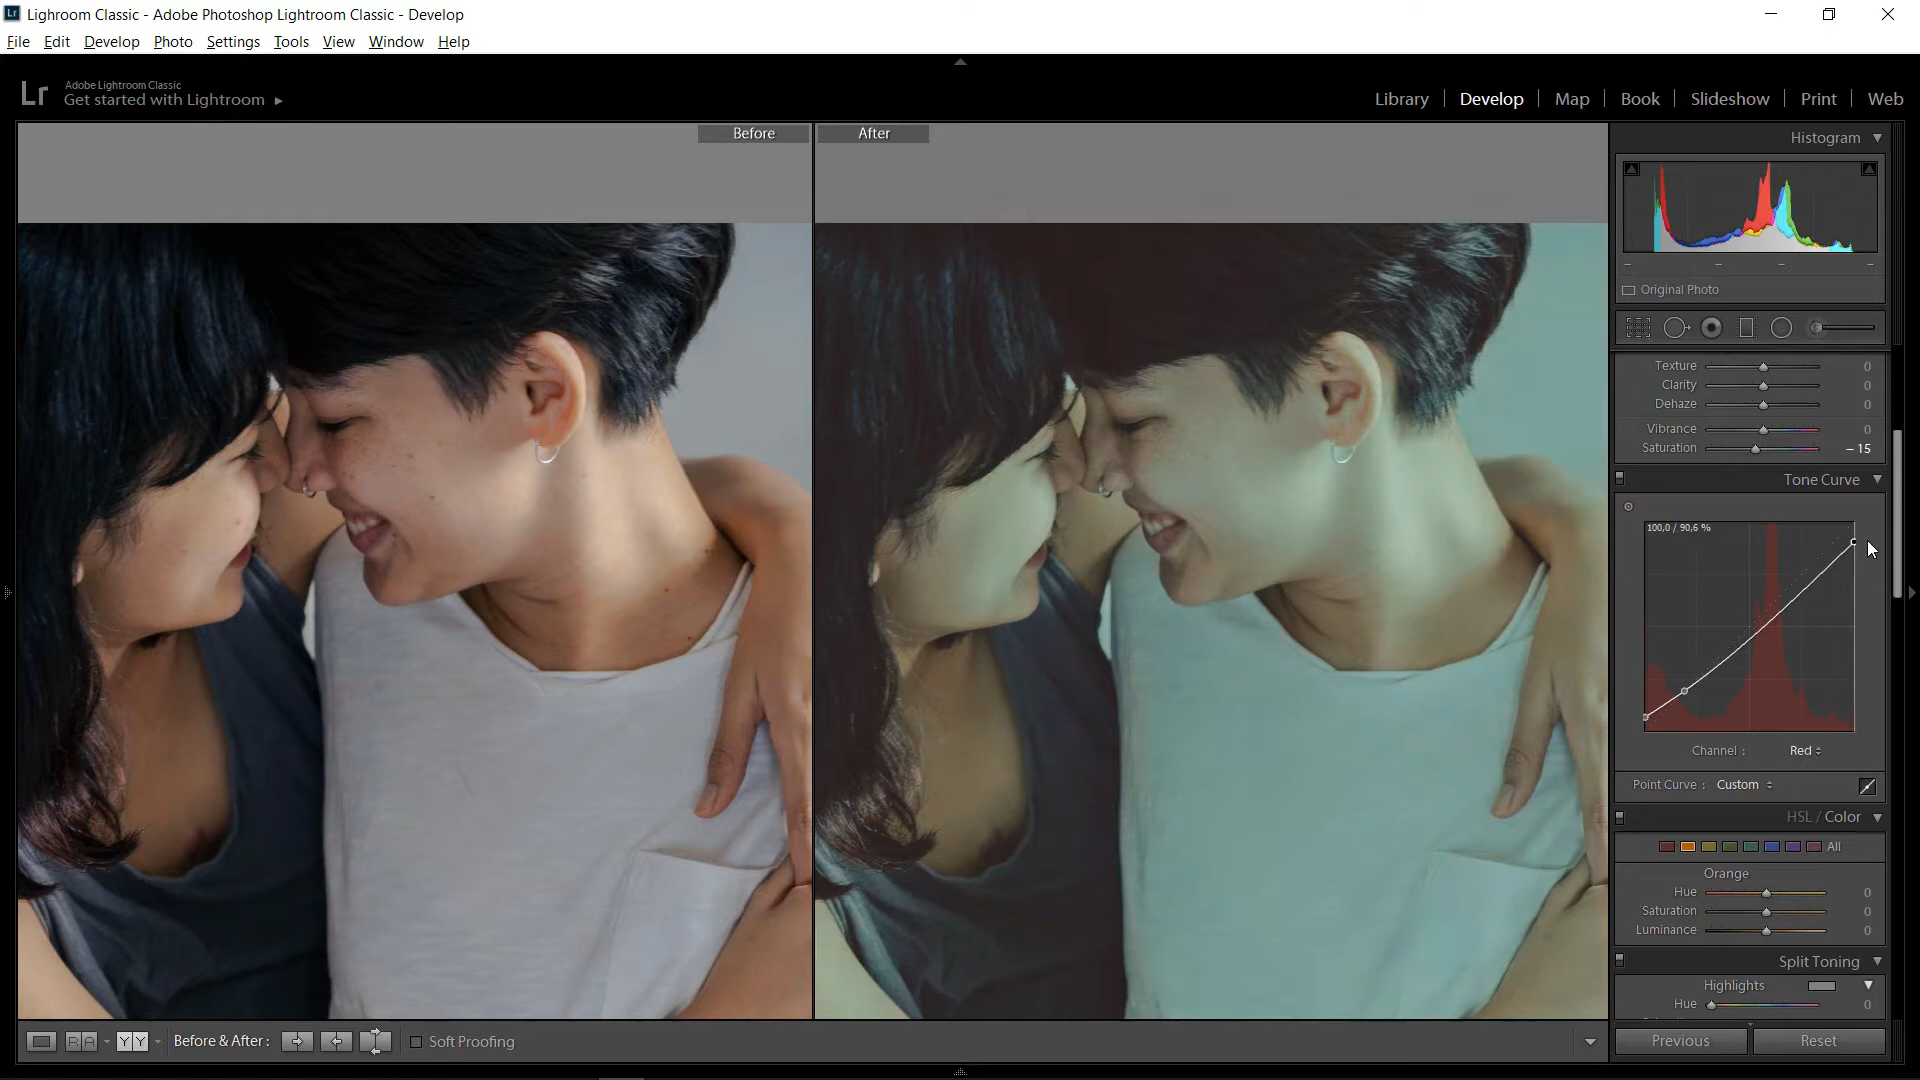 Lighroom Classic - Adobe Photoshop Lightroom Classic - Develop
File Edit Develop Photo Settings Tools View Window Help
Lr
Adobe Lightroom Classic
Get started with Lightroom
Library Develop Map Book Slideshow Print Web
Before After
Histogram
Original Photo
Texture 0
Clarity 0
Dehaze 0
Vibrance 0
Saturation – 15
Tone Curve
100,0 / 90,6 %
Channel : Red
Point Curve : Custom
HSL / Color
All
Orange
Hue 0
Saturation 0
Luminance 0
Split Toning
Highlights
Hue 0
R A Y Y Before & After : Soft Proofing
Previous Reset